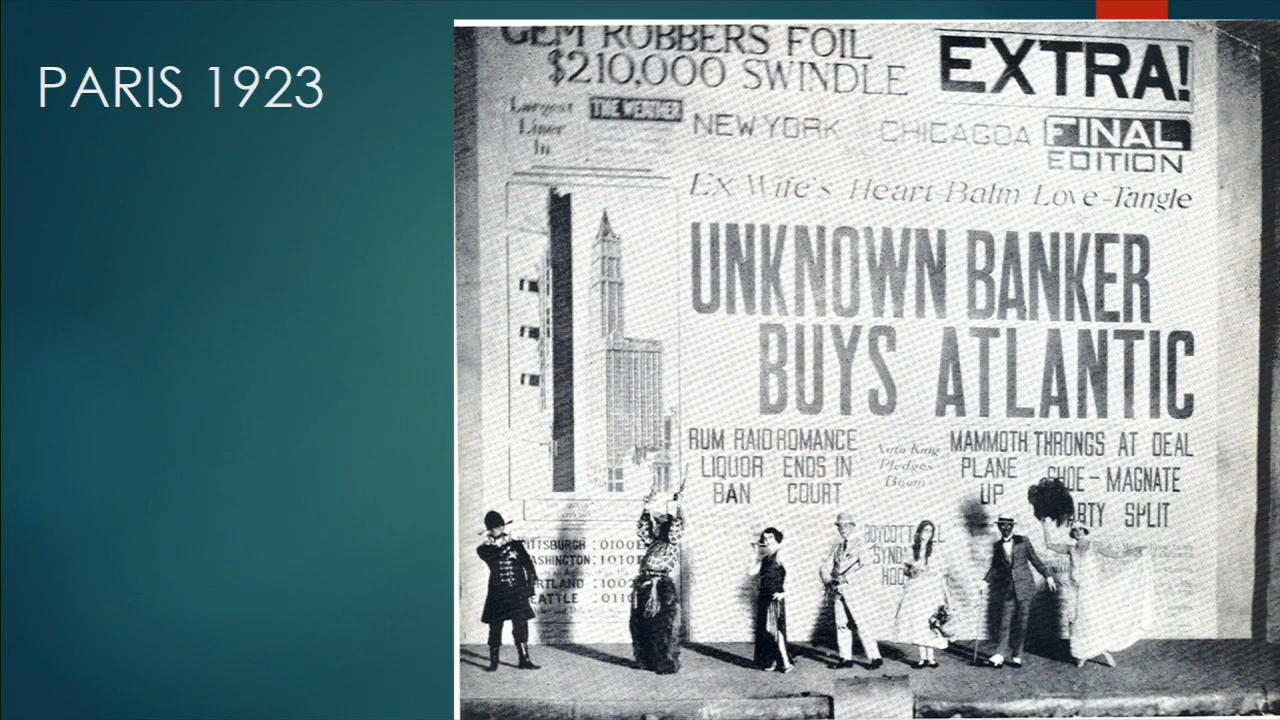 PARIS 1923
GEM ROBBERS FOIL
$210,000 SWINDLE
EXTRA!
Largest
Liner
In
THE WEATHER
NEW YORK
CHICAGOA
FINAL
EDITION
Ex Wife's Heart-Balm Love-Tangle
UNKNOWN BANKER
BUYS ATLANTIC
RUM RAID
LIQUOR
BAN
ROMANCE
ENDS IN
COURT
Auto King
Pledges
Boom
MAMMOTH
PLANE
UP
THRONGS AT DEAL
MAGNATE
SPLIT
BOYCOTT